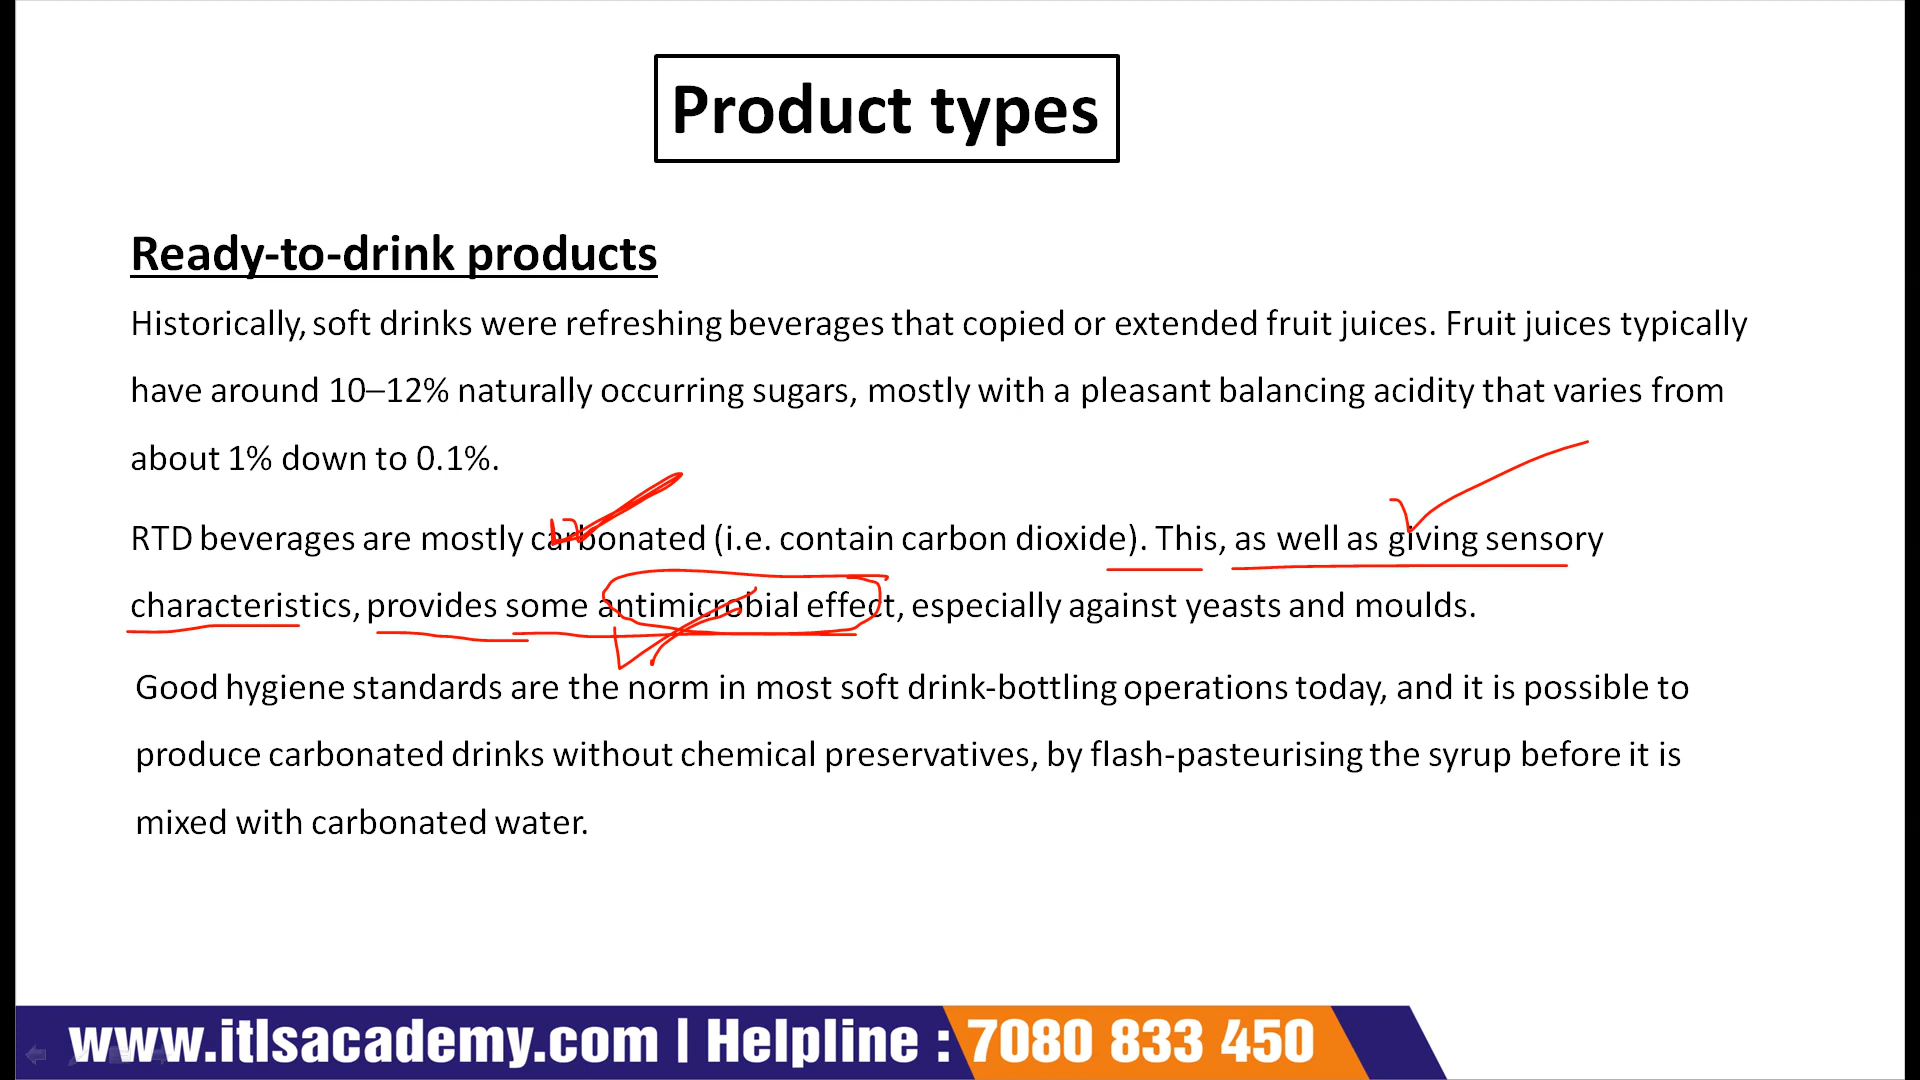 Product types
Ready-to-drink products
Historically, soft drinks were refreshing beverages that copied or extended fruit juices. Fruit juices typically
have around 10–12% naturally occurring sugars, mostly with a pleasant balancing acidity that varies from
about 1% down to 0.1%.
RTD beverages are mostly carbonated (i.e. contain carbon dioxide). This, as well as giving sensory
characteristics, provides some antimicrobial effect, especially against yeasts and moulds.
Good hygiene standards are the norm in most soft drink-bottling operations today, and it is possible to
produce carbonated drinks without chemical preservatives, by flash-pasteurising the syrup before it is
mixed with carbonated water.
www.itlsacademy.com | Helpline : 7080 833 450